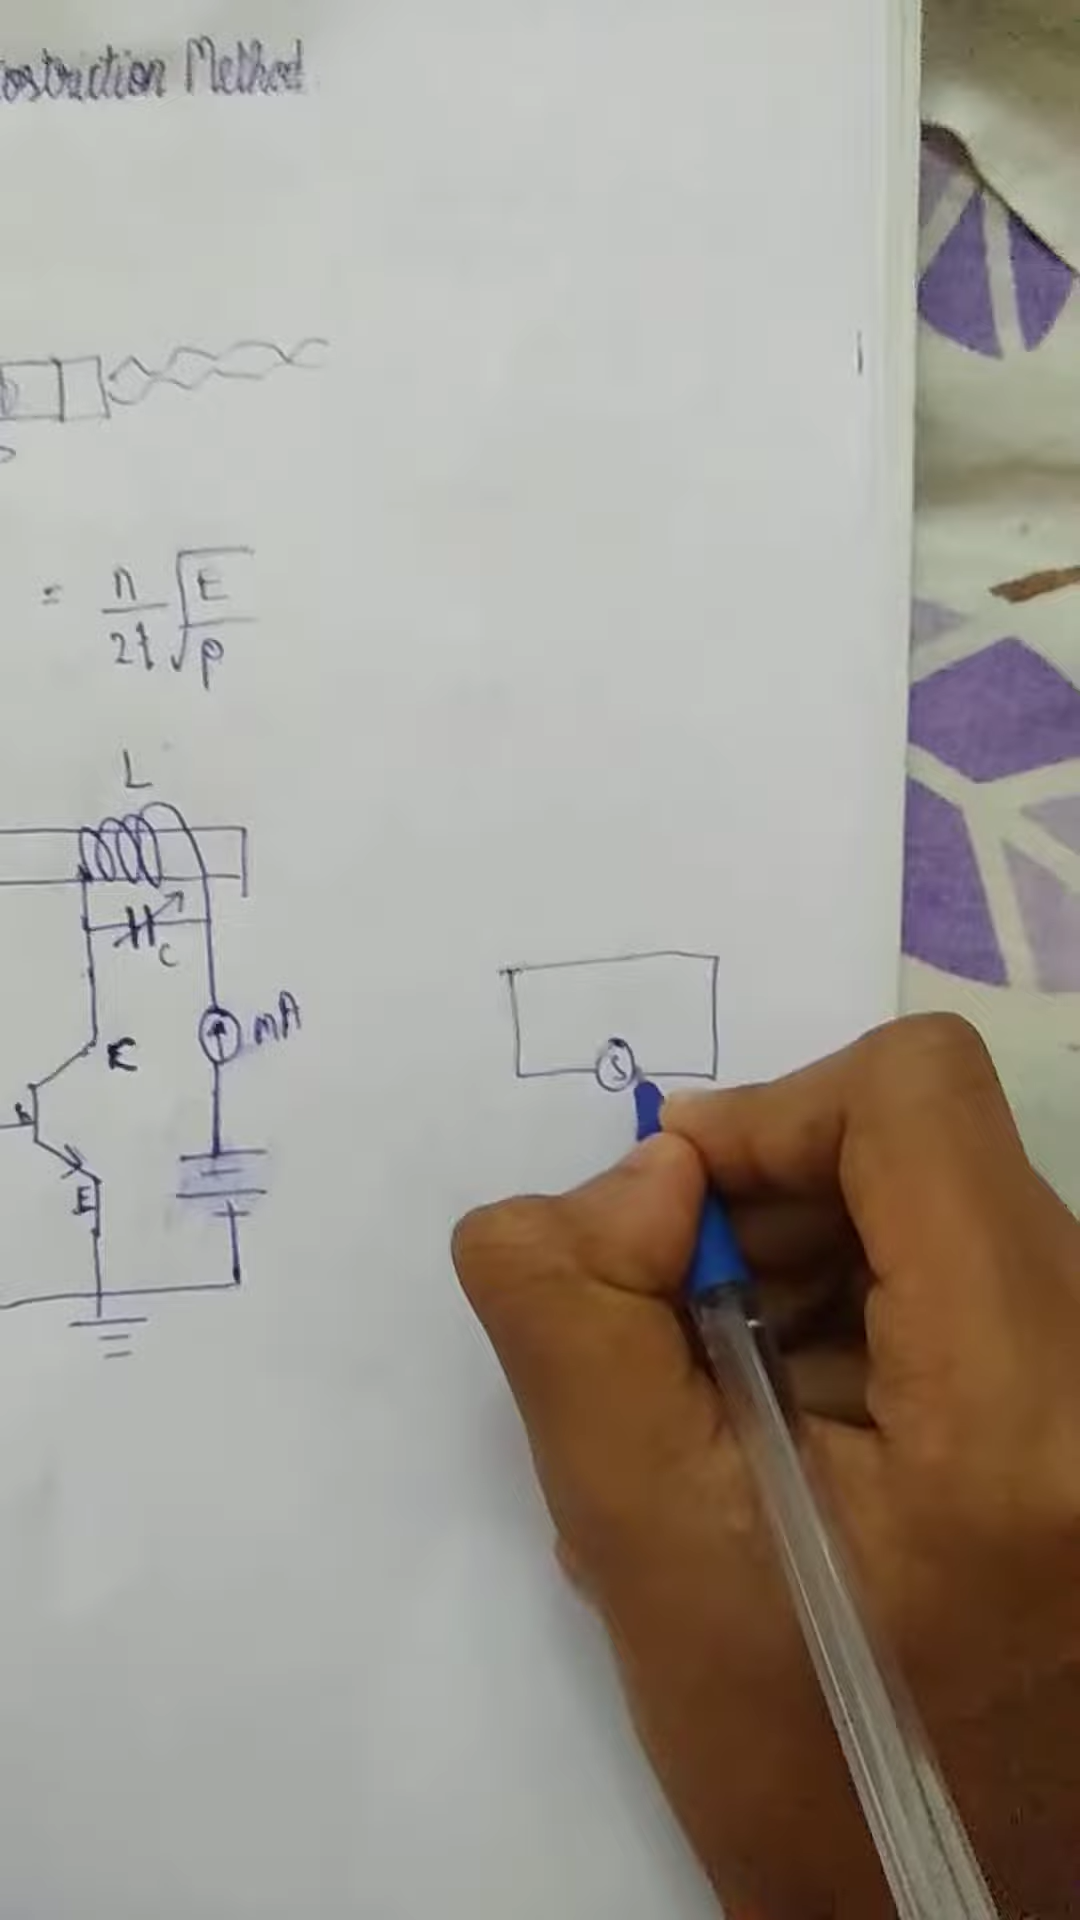 ostriction Method
= n/2t √E/ρ
L
C
mA
C
B
E
S